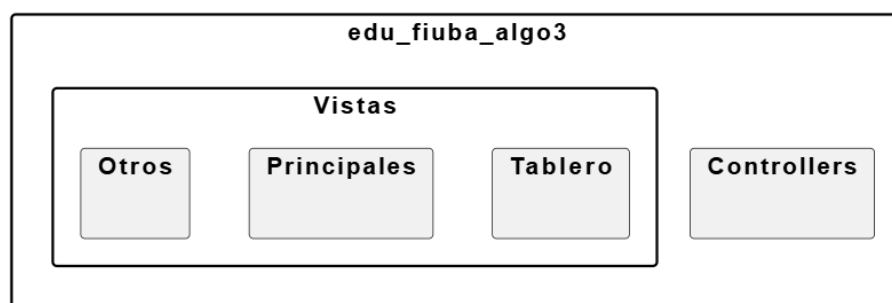 edu_fiuba_algo3
Vistas
Otros
Principales
Tablero
Controllers